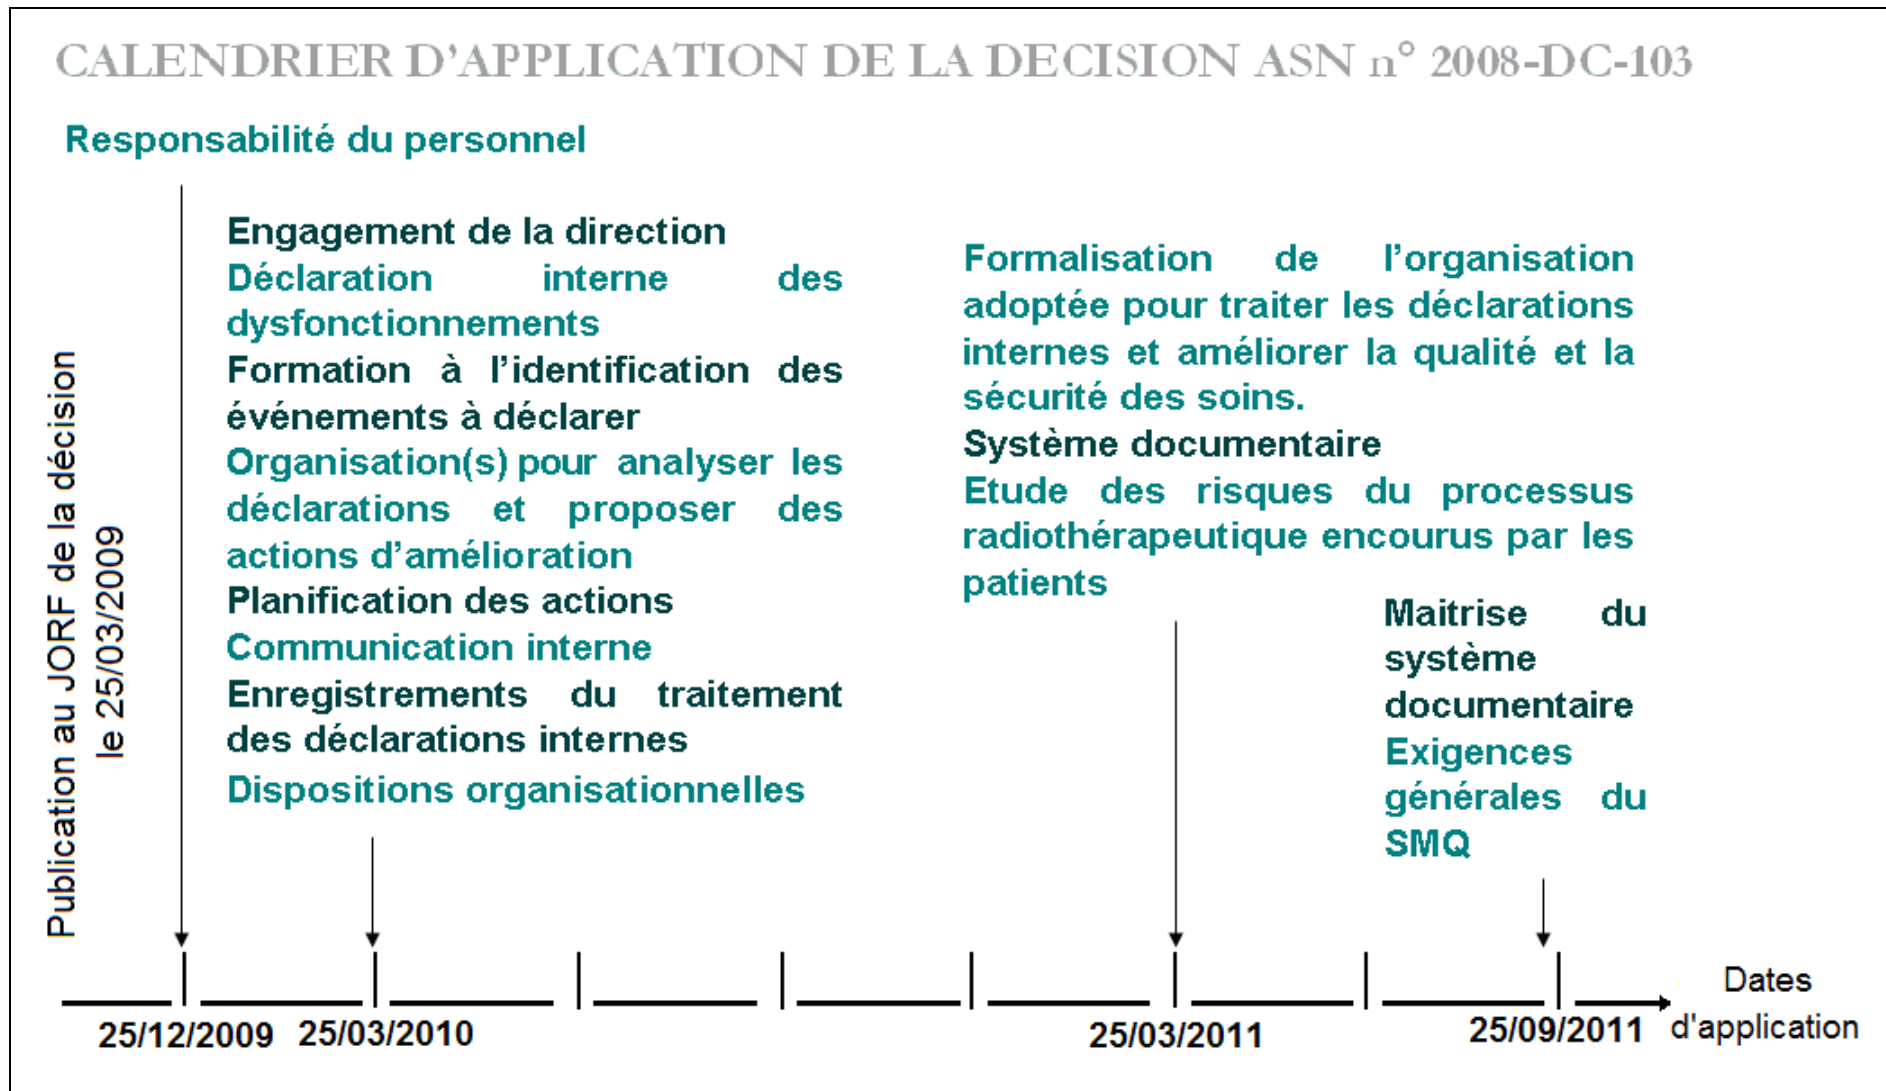 CALENDRIER D'APPLICATION DE LA DECISION ASN n° 2008-DC-103
Responsabilité du personnel
Publication au JORF de la décision
le 25/03/2009
Engagement de la direction
Déclaration interne des
dysfonctionnements
Formation à l'identification des
événements à déclarer
Organisation(s) pour analyser les
déclarations et proposer des
actions d'amélioration
Planification des actions
Communication interne
Enregistrements du traitement
des déclarations internes
Dispositions organisationnelles
Formalisation de l'organisation
adoptée pour traiter les déclarations
internes et améliorer la qualité et la
sécurité des soins.
Système documentaire
Etude des risques du processus
radiothérapeutique encourus par les
patients
Maitrise du
système
documentaire
Exigences
générales du
SMQ
25/12/2009
25/03/2010
25/03/2011
25/09/2011
Dates
d'application